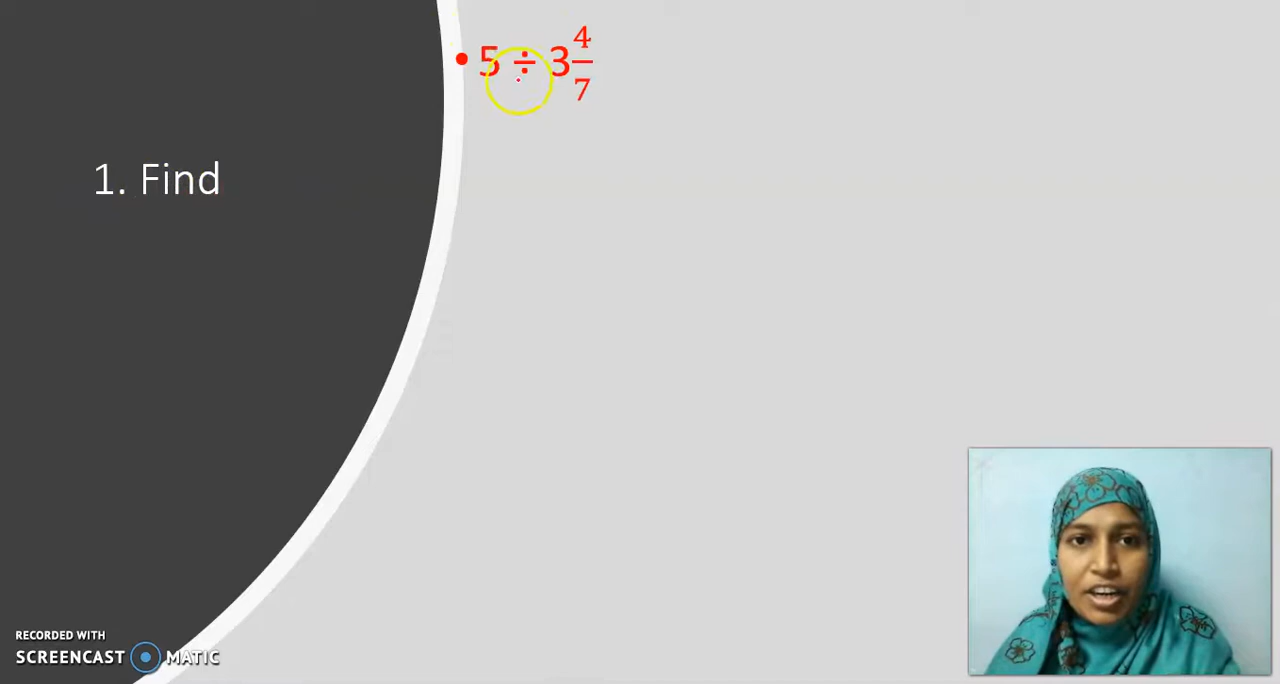 1. Find
• 5 ÷ 3 4/7
RECORDED WITH
SCREENCAST MATIC